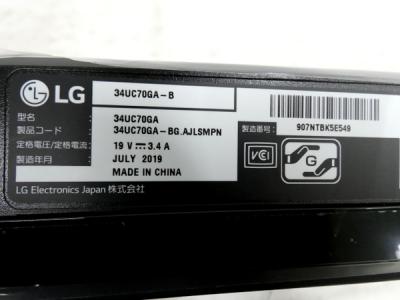 LG
34UC70GA-B
型名: 34UC70GA
製品コード: 34UC70GA-BG.AJLSMPN
定格電圧/定格電流: 19 V⎓3.4 A
製造年月: JULY 2019
MADE IN CHINA
LG Electronics Japan 株式会社
製造番号: 907NTBK5E549
VCI
G